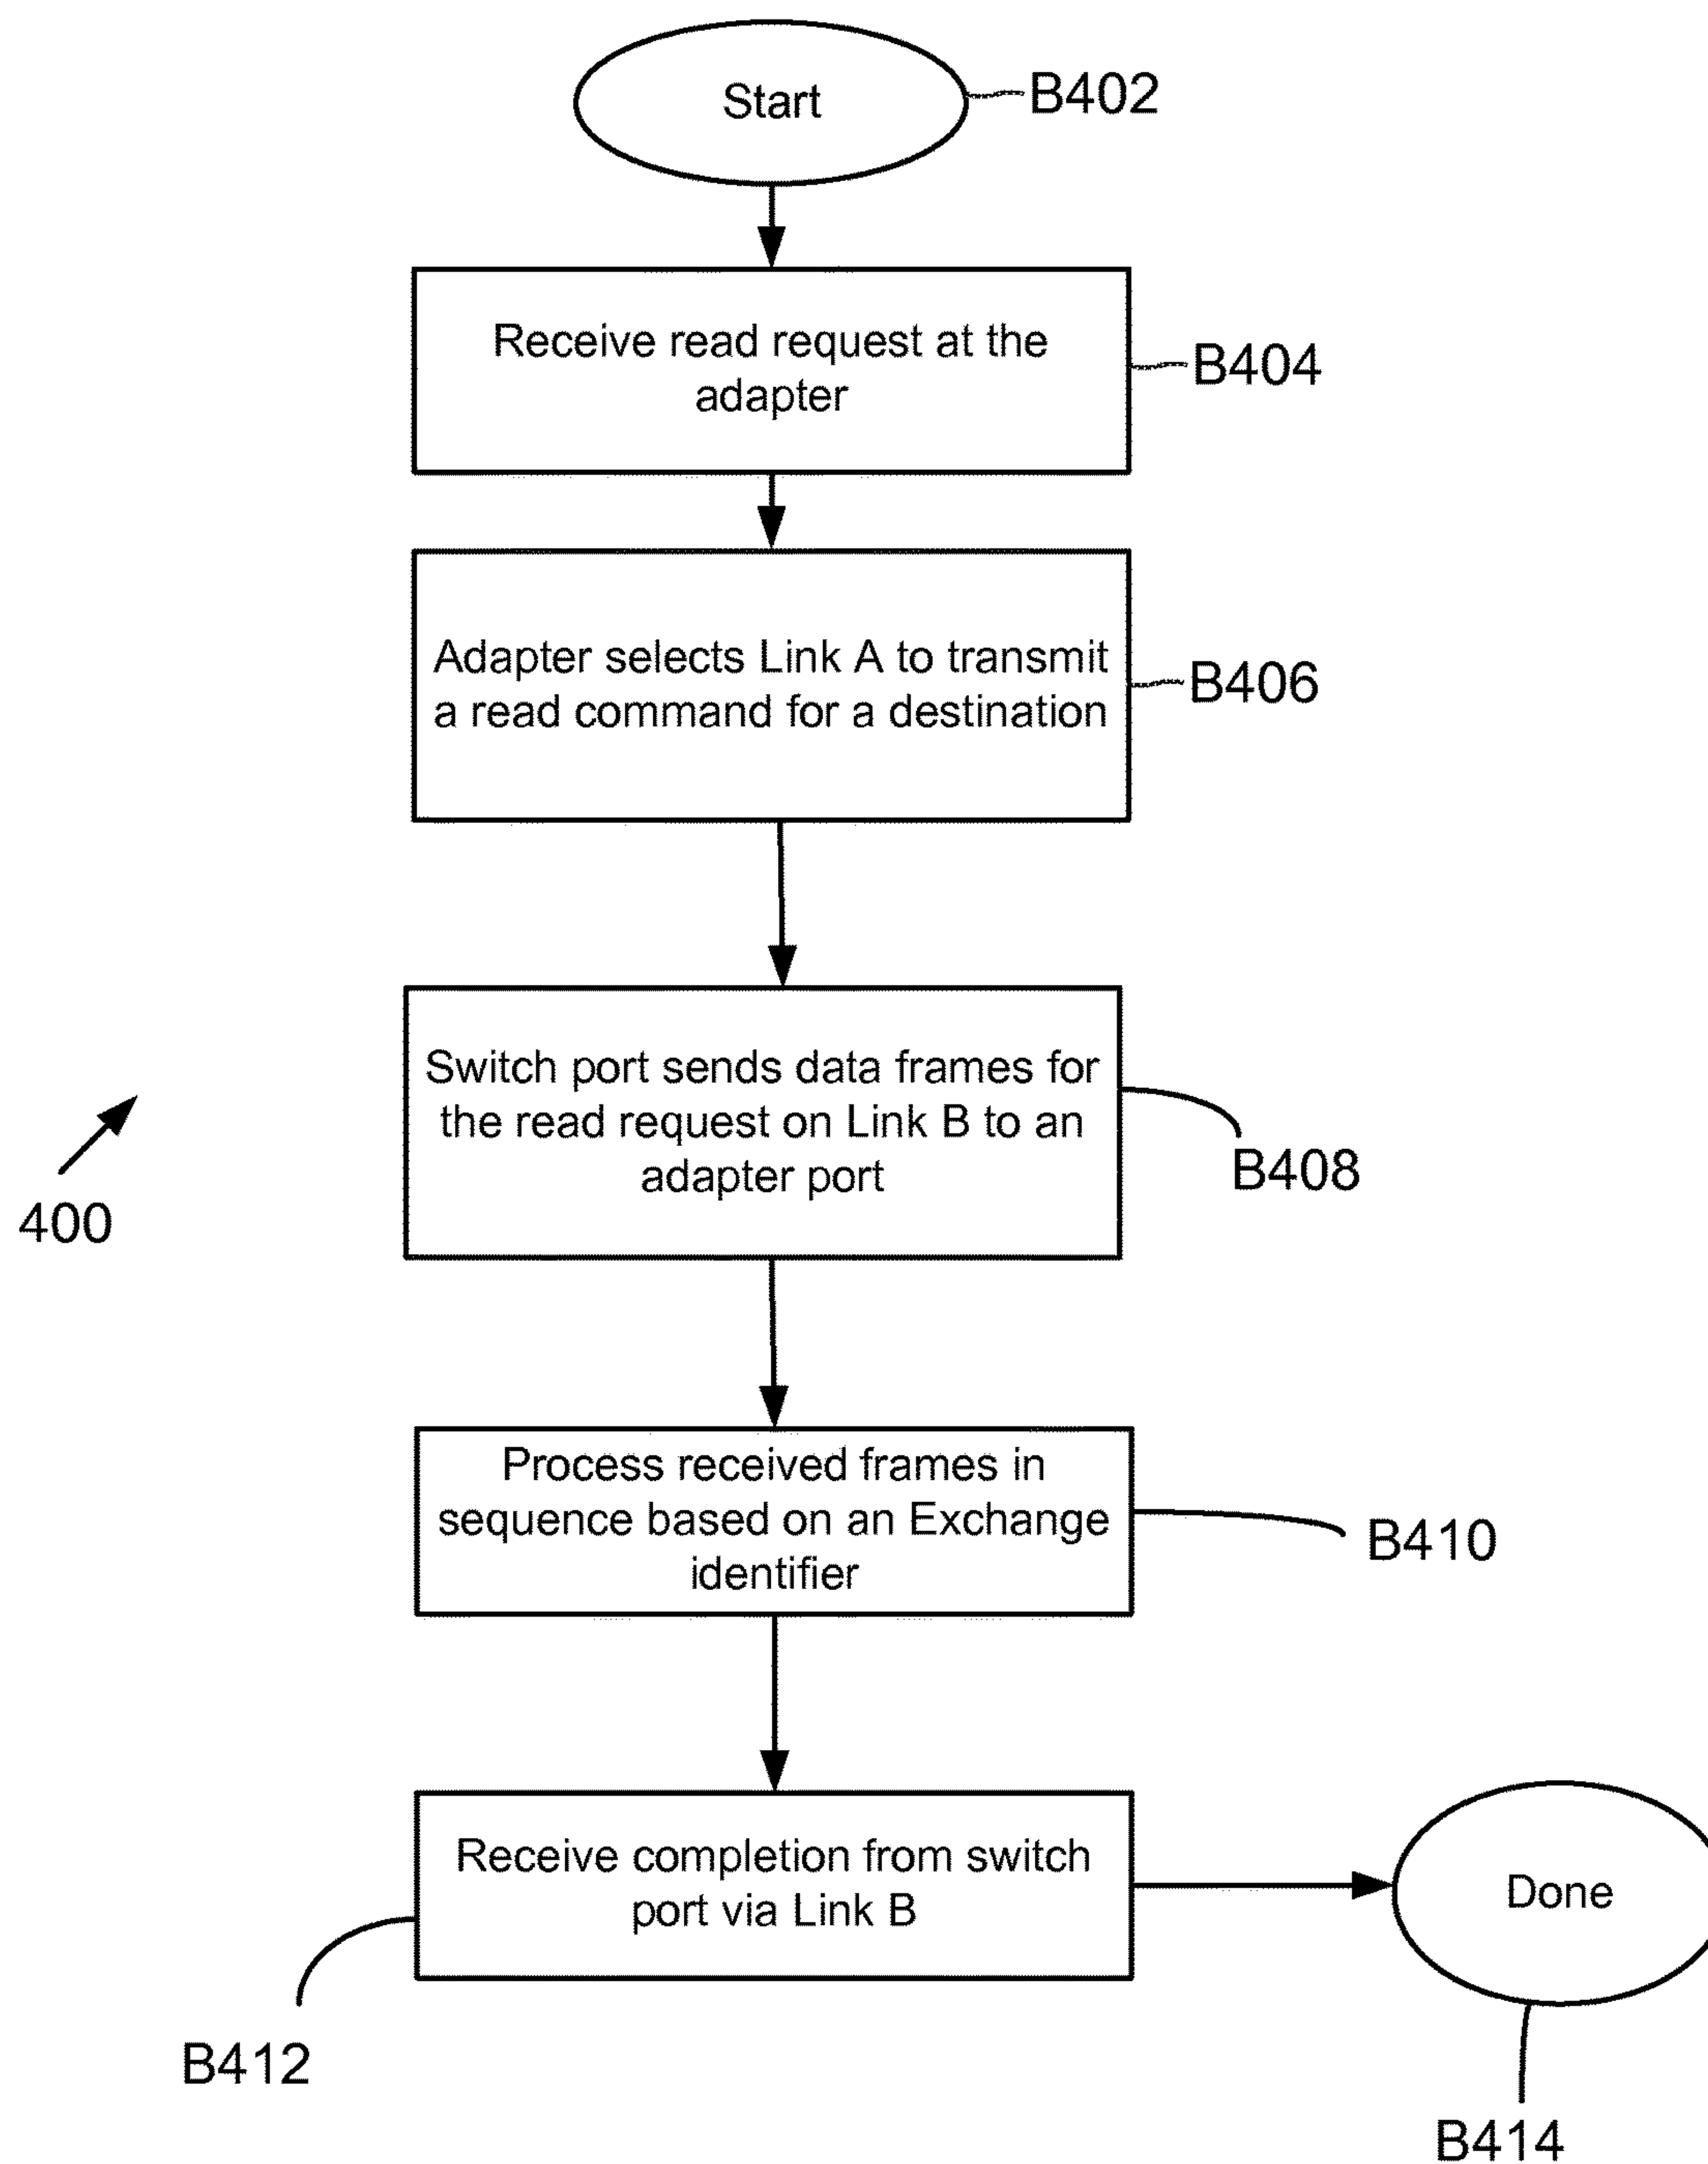 Start
B402
Receive read request at the
adapter
B404
Adapter selects Link A to transmit
a read command for a destination
B406
Switch port sends data frames for
the read request on Link B to an
adapter port
B408
400
Process received frames in
sequence based on an Exchange
identifier
B410
Receive completion from switch
port via Link B
B412
Done
B414